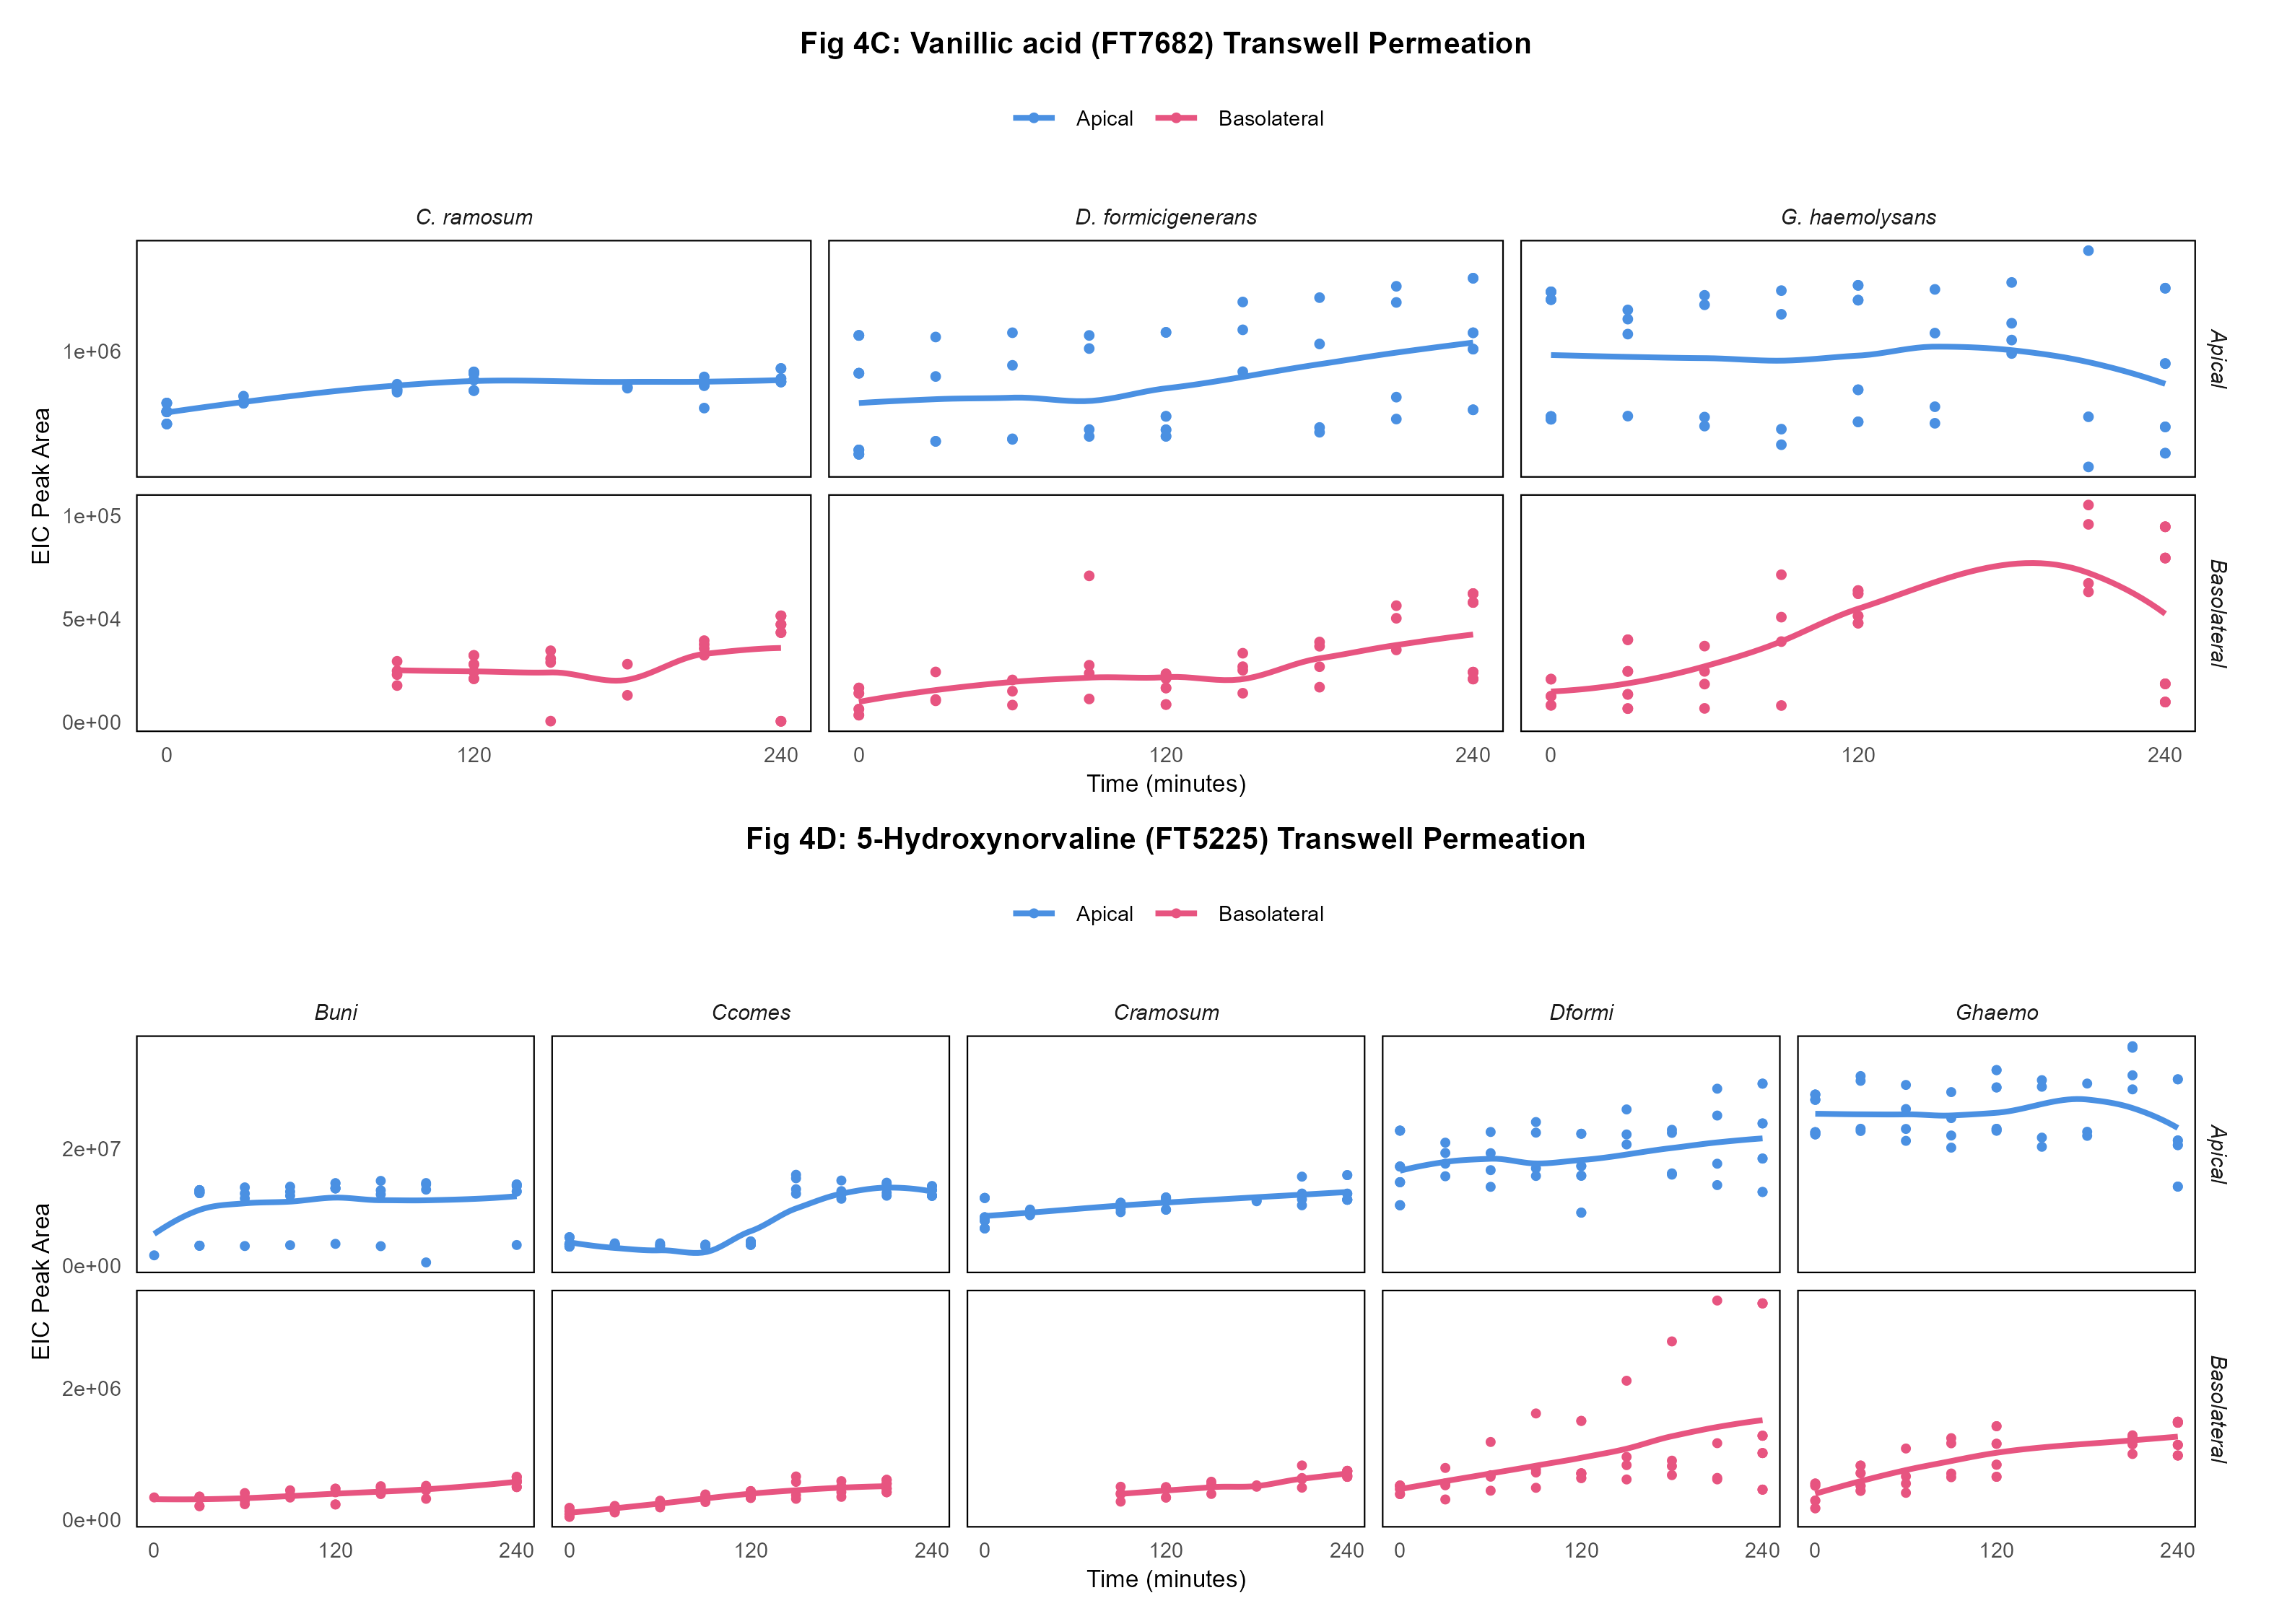 Fig 4C: Vanillic acid (FT7682) Transwell Permeation
Apical Basolateral
C. ramosum D. formicigenerans G. haemolysans
1e+06
Apical
EIC Peak Area
1e+05
5e+04
0e+00
Basolateral
0 120 240 0 120 240 0 120 240
Time (minutes)
Fig 4D: 5-Hydroxynorvaline (FT5225) Transwell Permeation
Apical Basolateral
Buni Ccomes Cramosum Dformi Ghaemo
2e+07
0e+00
Apical
EIC Peak Area
2e+06
0e+00
Basolateral
0 120 240 0 120 240 0 120 240 0 120 240 0 120 240
Time (minutes)